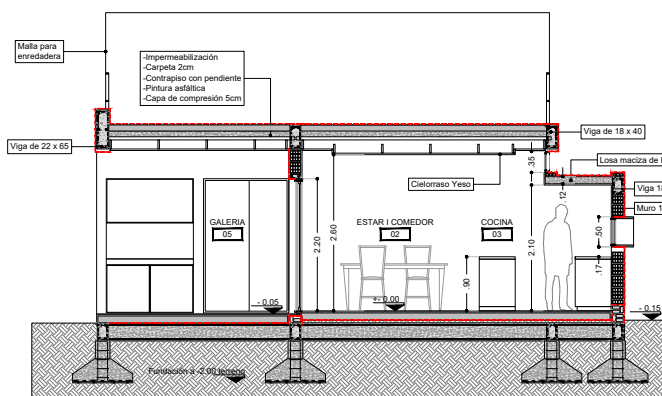 Malla para
enredadera
-Impermeabilización
-Carpeta 2cm
-Contrapiso con pendiente
-Pintura asfáltica
-Capa de compresión 5cm
Viga de 22 x 65
Viga de 18 x 40
Losa maciza de
Cielorraso Yeso
Viga 18
Muro 1
.35
.12
GALERIA
05
ESTAR I COMEDOR
02
COCINA
03
2.20
2.60
2.10
.50
.90
.17
- 0.05
+- 0.00
- 0.15
Fundación a -2.00 terreno